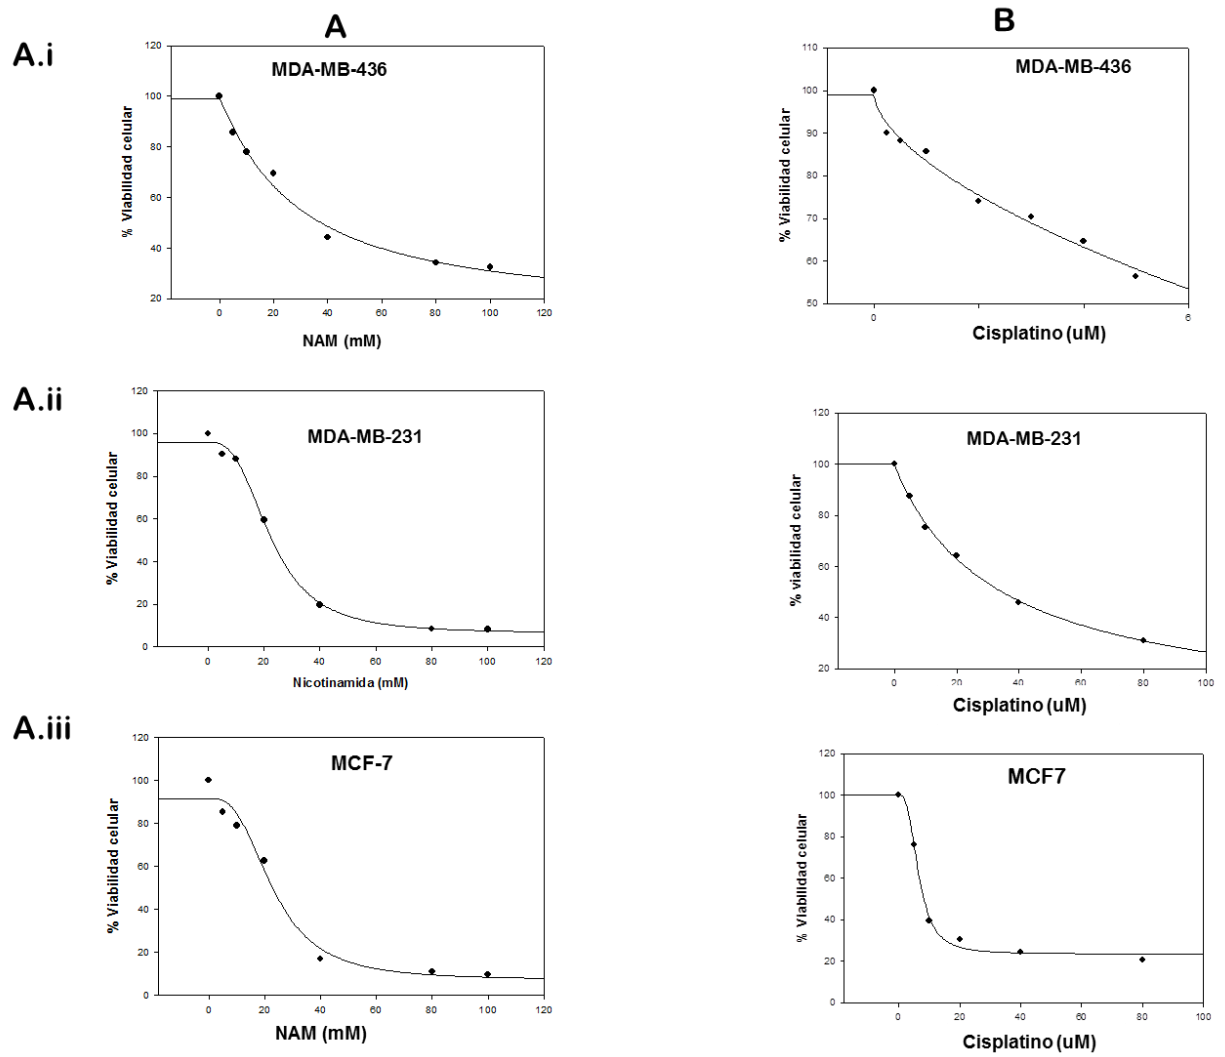 A
B
A.i
MDA-MB-436
% Viabilidad celular
120
100
80
60
40
20
0 20 40 60 80 100 120
NAM (mM)
MDA-MB-436
% Viabilidad celular
110
100
90
80
70
60
50
0 6
Cisplatino (uM)
A.ii
MDA-MB-231
% Viabilidad celular
120
100
80
60
40
20
0
0 20 40 60 80 100 120
Nicotinamida (mM)
MDA-MB-231
% viabilidad celular
120
100
80
60
40
20
0 20 40 60 80 100
Cisplatino (uM)
A.iii
MCF-7
% Viabilidad celular
120
100
80
60
40
20
0
0 20 40 60 80 100 120
NAM (mM)
MCF7
% Viabilidad celular
120
100
80
60
40
20
0
0 20 40 60 80 100
Cisplatino (uM)